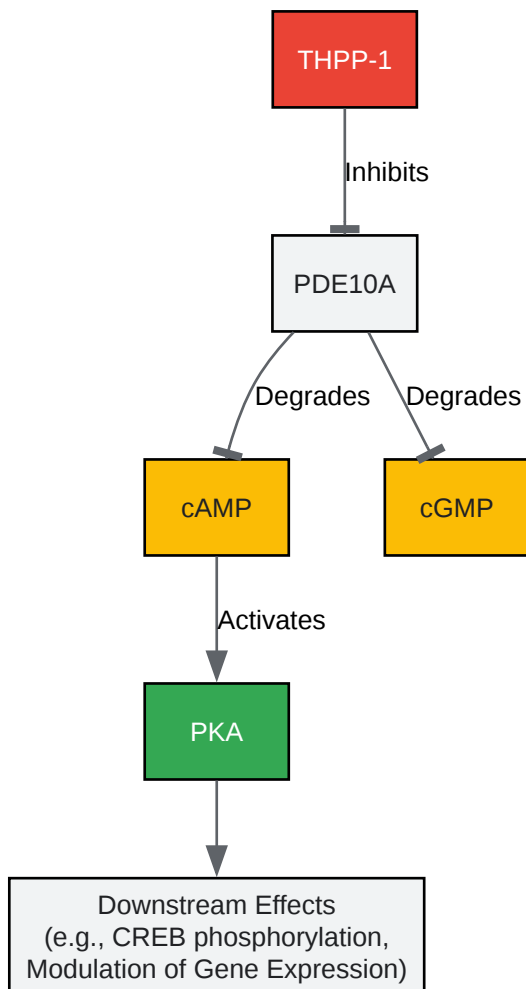 THPP-1
Inhibits
PDE10A
Degrades
Degrades
cAMP
cGMP
Activates
PKA
Downstream Effects
(e.g., CREB phosphorylation,
Modulation of Gene Expression)